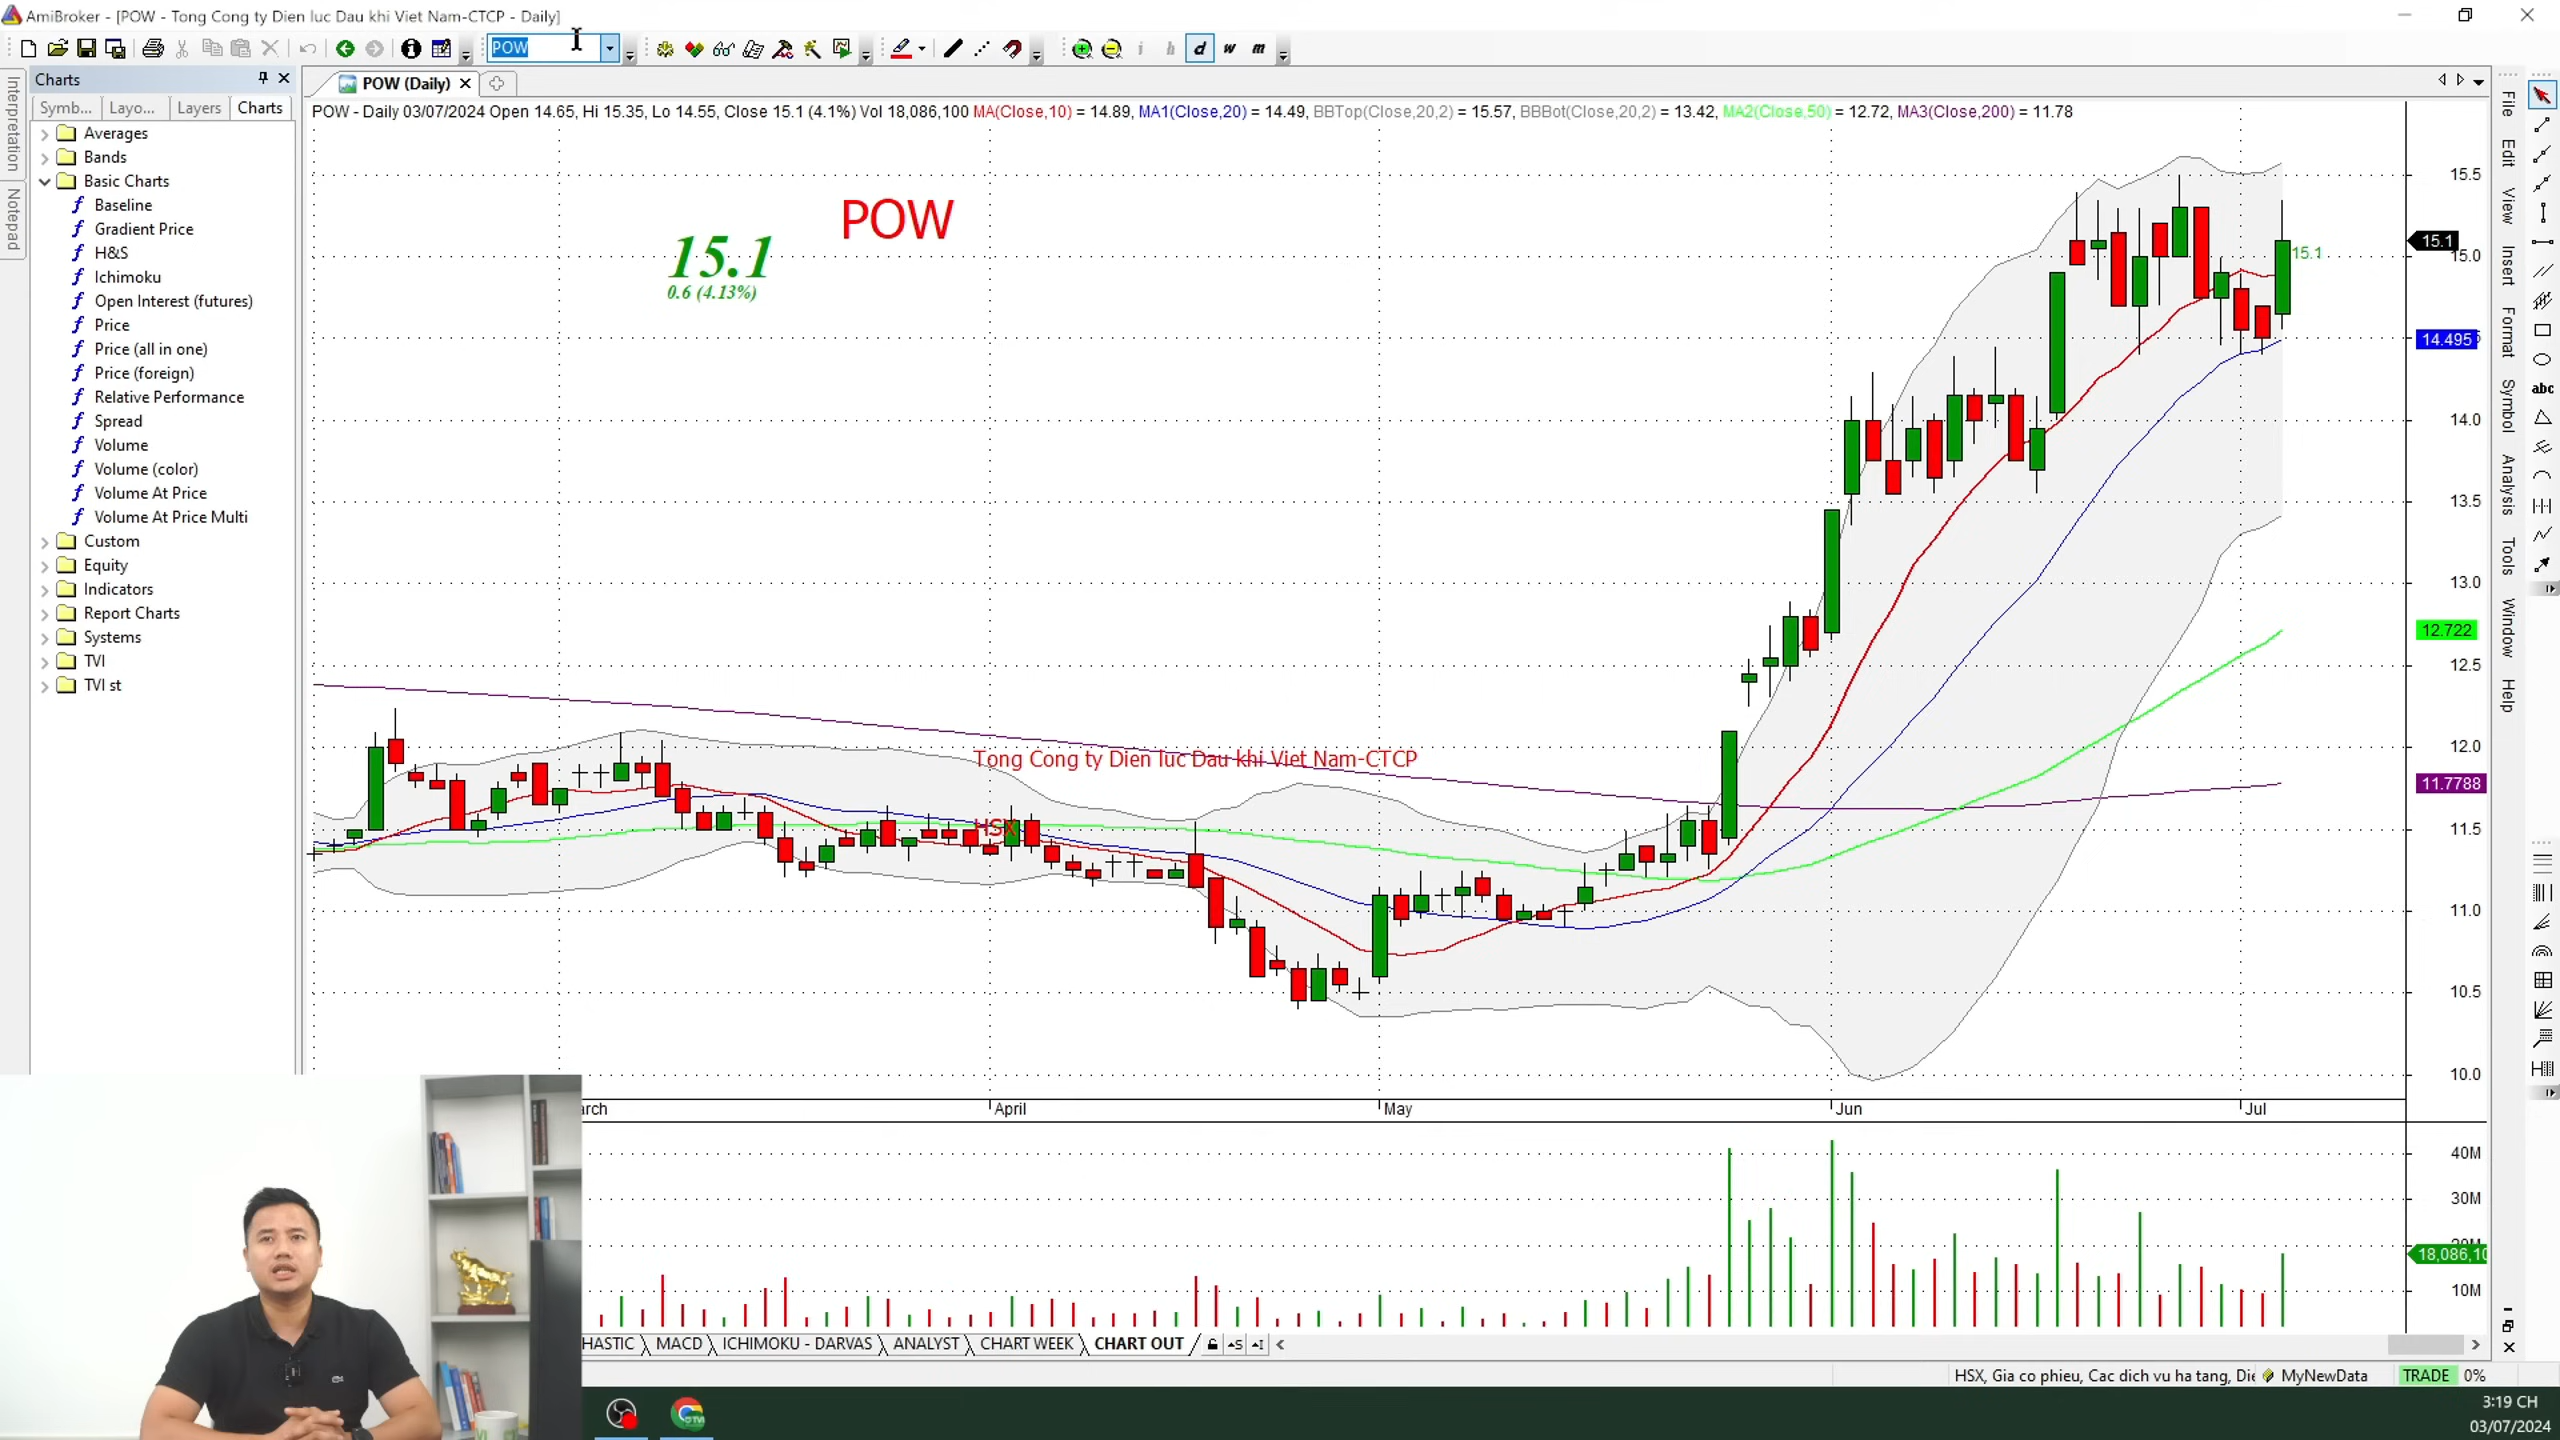 AmiBroker - [POW - Tong Cong ty Dien luc Dau khi Viet Nam-CTCP - Daily]
POW
i h d w m
Charts
Symb... Layo... Layers Charts
POW (Daily)
POW - Daily 03/07/2024 Open 14.65, Hi 15.35, Lo 14.55, Close 15.1 (4.1%) Vol 18,086,100 MA(Close,10) = 14.89, MA1(Close,20) = 14.49, BBTop(Close,20,2) = 15.57, BBBot(Close,20,2) = 13.42, MA2(Close,50) = 12.72, MA3(Close,200) = 11.78
Interpretation
Notepad
Averages
Bands
Basic Charts
Baseline
Gradient Price
H&S
Ichimoku
Open Interest (futures)
Price
Price (all in one)
Price (foreign)
Relative Performance
Spread
Volume
Volume (color)
Volume At Price
Volume At Price Multi
Custom
Equity
Indicators
Report Charts
Systems
TVI
TVI st
POW
15.1
0.6 (4.13%)
Tong Cong ty Dien luc Dau khi Viet Nam-CTCP
HSX
15.1
15.5
15.1
15.0
14.495
14.0
13.5
13.0
12.722
12.5
12.0
11.7788
11.5
11.0
10.5
10.0
arch April May Jun Jul
40M
30M
18,086,10
10M
File
Edit
View
Insert
Format
Symbol
Analysis
Tools
Window
Help
abc
HASTIC MACD ICHIMOKU - DARVAS ANALYST CHART WEEK CHART OUT
HSX, Gia co phieu, Cac dich vu ha tang, Die MyNewData TRADE 0%
3:19 CH
03/07/2024